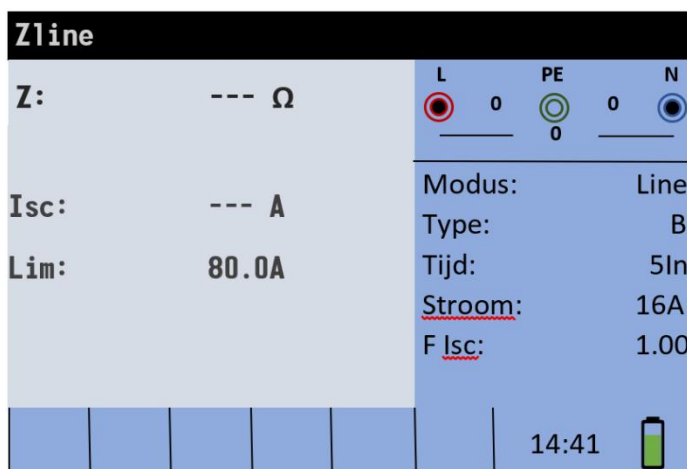 Zline
Z: --- Ω
Isc: --- A
Lim: 80.0A
L PE N
0 0
0
Modus: Line
Type: B
Tijd: 5In
Stroom: 16A
F Isc: 1.00
14:41